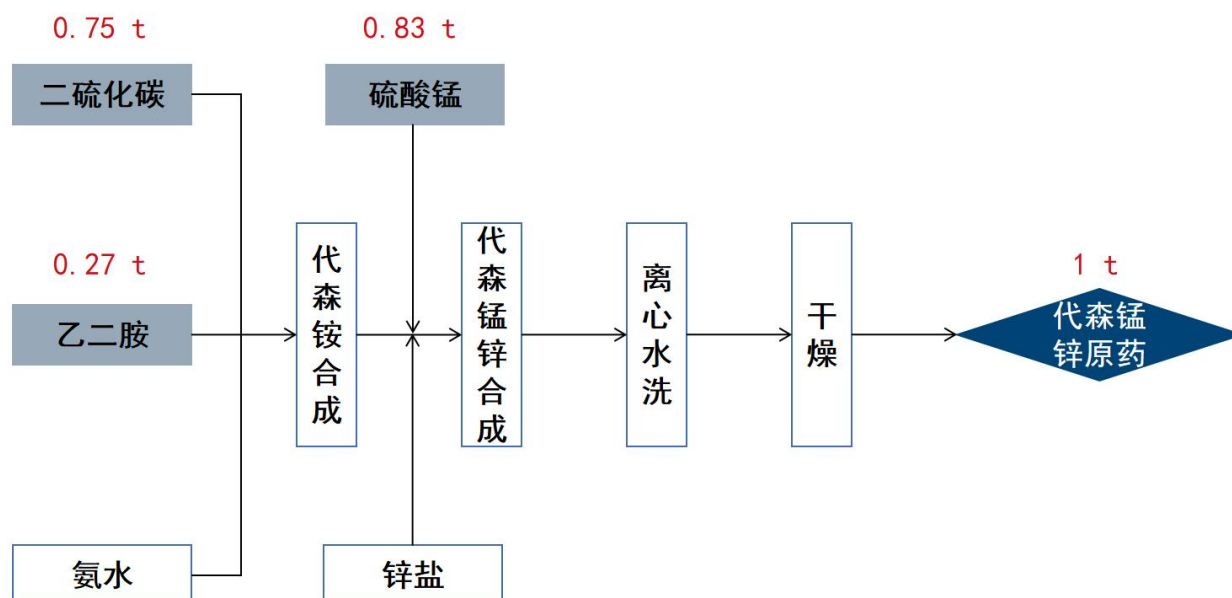 0.75 t
0.83 t
二硫化碳
硫酸锰
0.27 t
乙二胺
代森铵合成
代森锰锌合成
离心水洗
干燥
1 t
代森锰
锌原药
氨水
锌盐